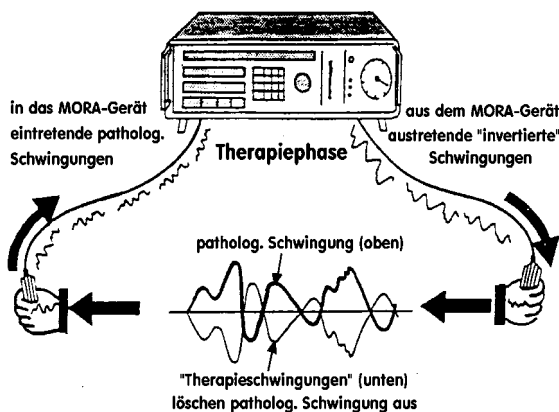 in das MORA-Gerät
eintretende patholog.
Schwingungen
aus dem MORA-Gerät
austretende "invertierte"
Schwingungen
Therapiephase
patholog. Schwingung (oben)
"Therapieschwingungen" (unten)
löschen patholog. Schwingung aus